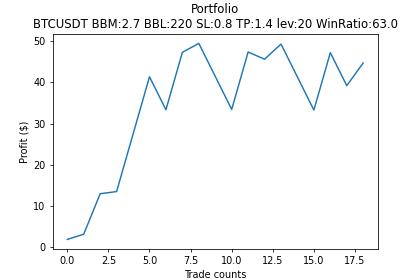 Portfolio
BTCUSDT BBM:2.7 BBL:220 SL:0.8 TP:1.4 lev:20 WinRatio:63.0
50
40
30
20
10
0
Profit ($)
0.0 2.5 5.0 7.5 10.0 12.5 15.0 17.5
Trade counts